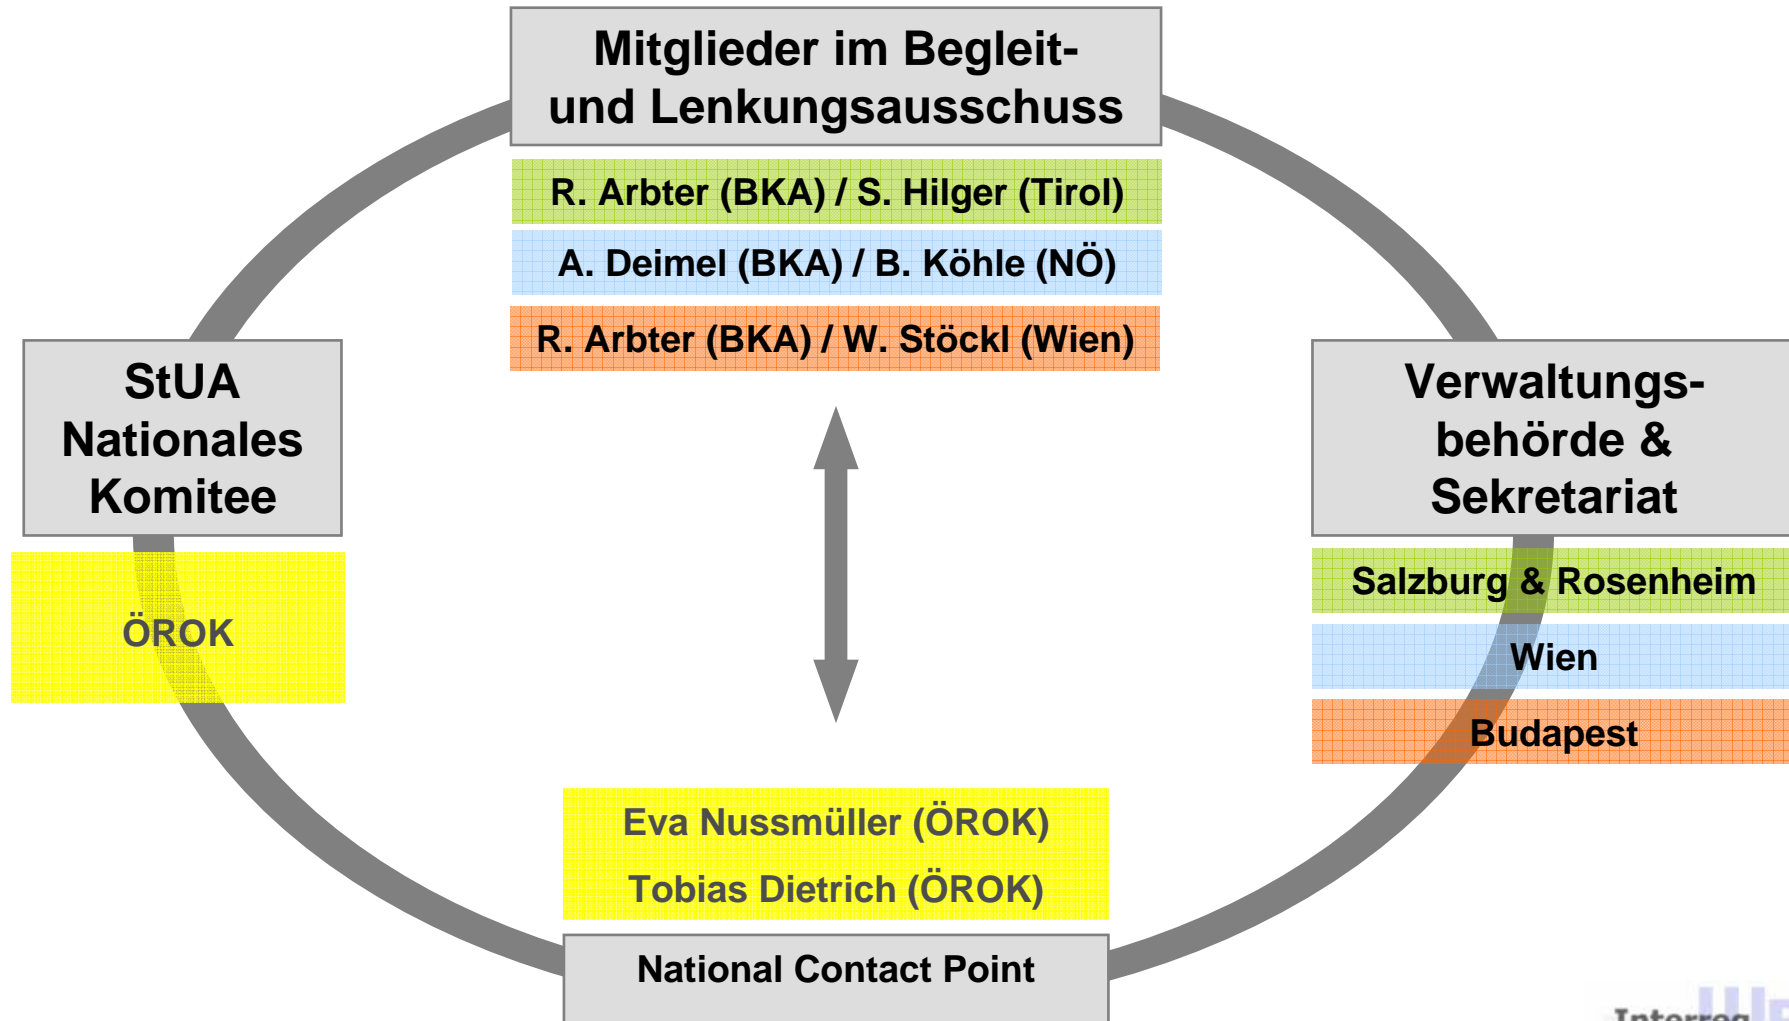 Mitglieder im Begleit-
und Lenkungsausschuss
R. Arbter (BKA) / S. Hilger (Tirol)
A. Deimel (BKA) / B. Köhle (NÖ)
R. Arbter (BKA) / W. Stöckl (Wien)
StUA
Nationales
Komitee
ÖROK
Verwaltungs-
behörde &
Sekretariat
Salzburg & Rosenheim
Wien
Budapest
Eva Nussmüller (ÖROK)
Tobias Dietrich (ÖROK)
National Contact Point
Interreg